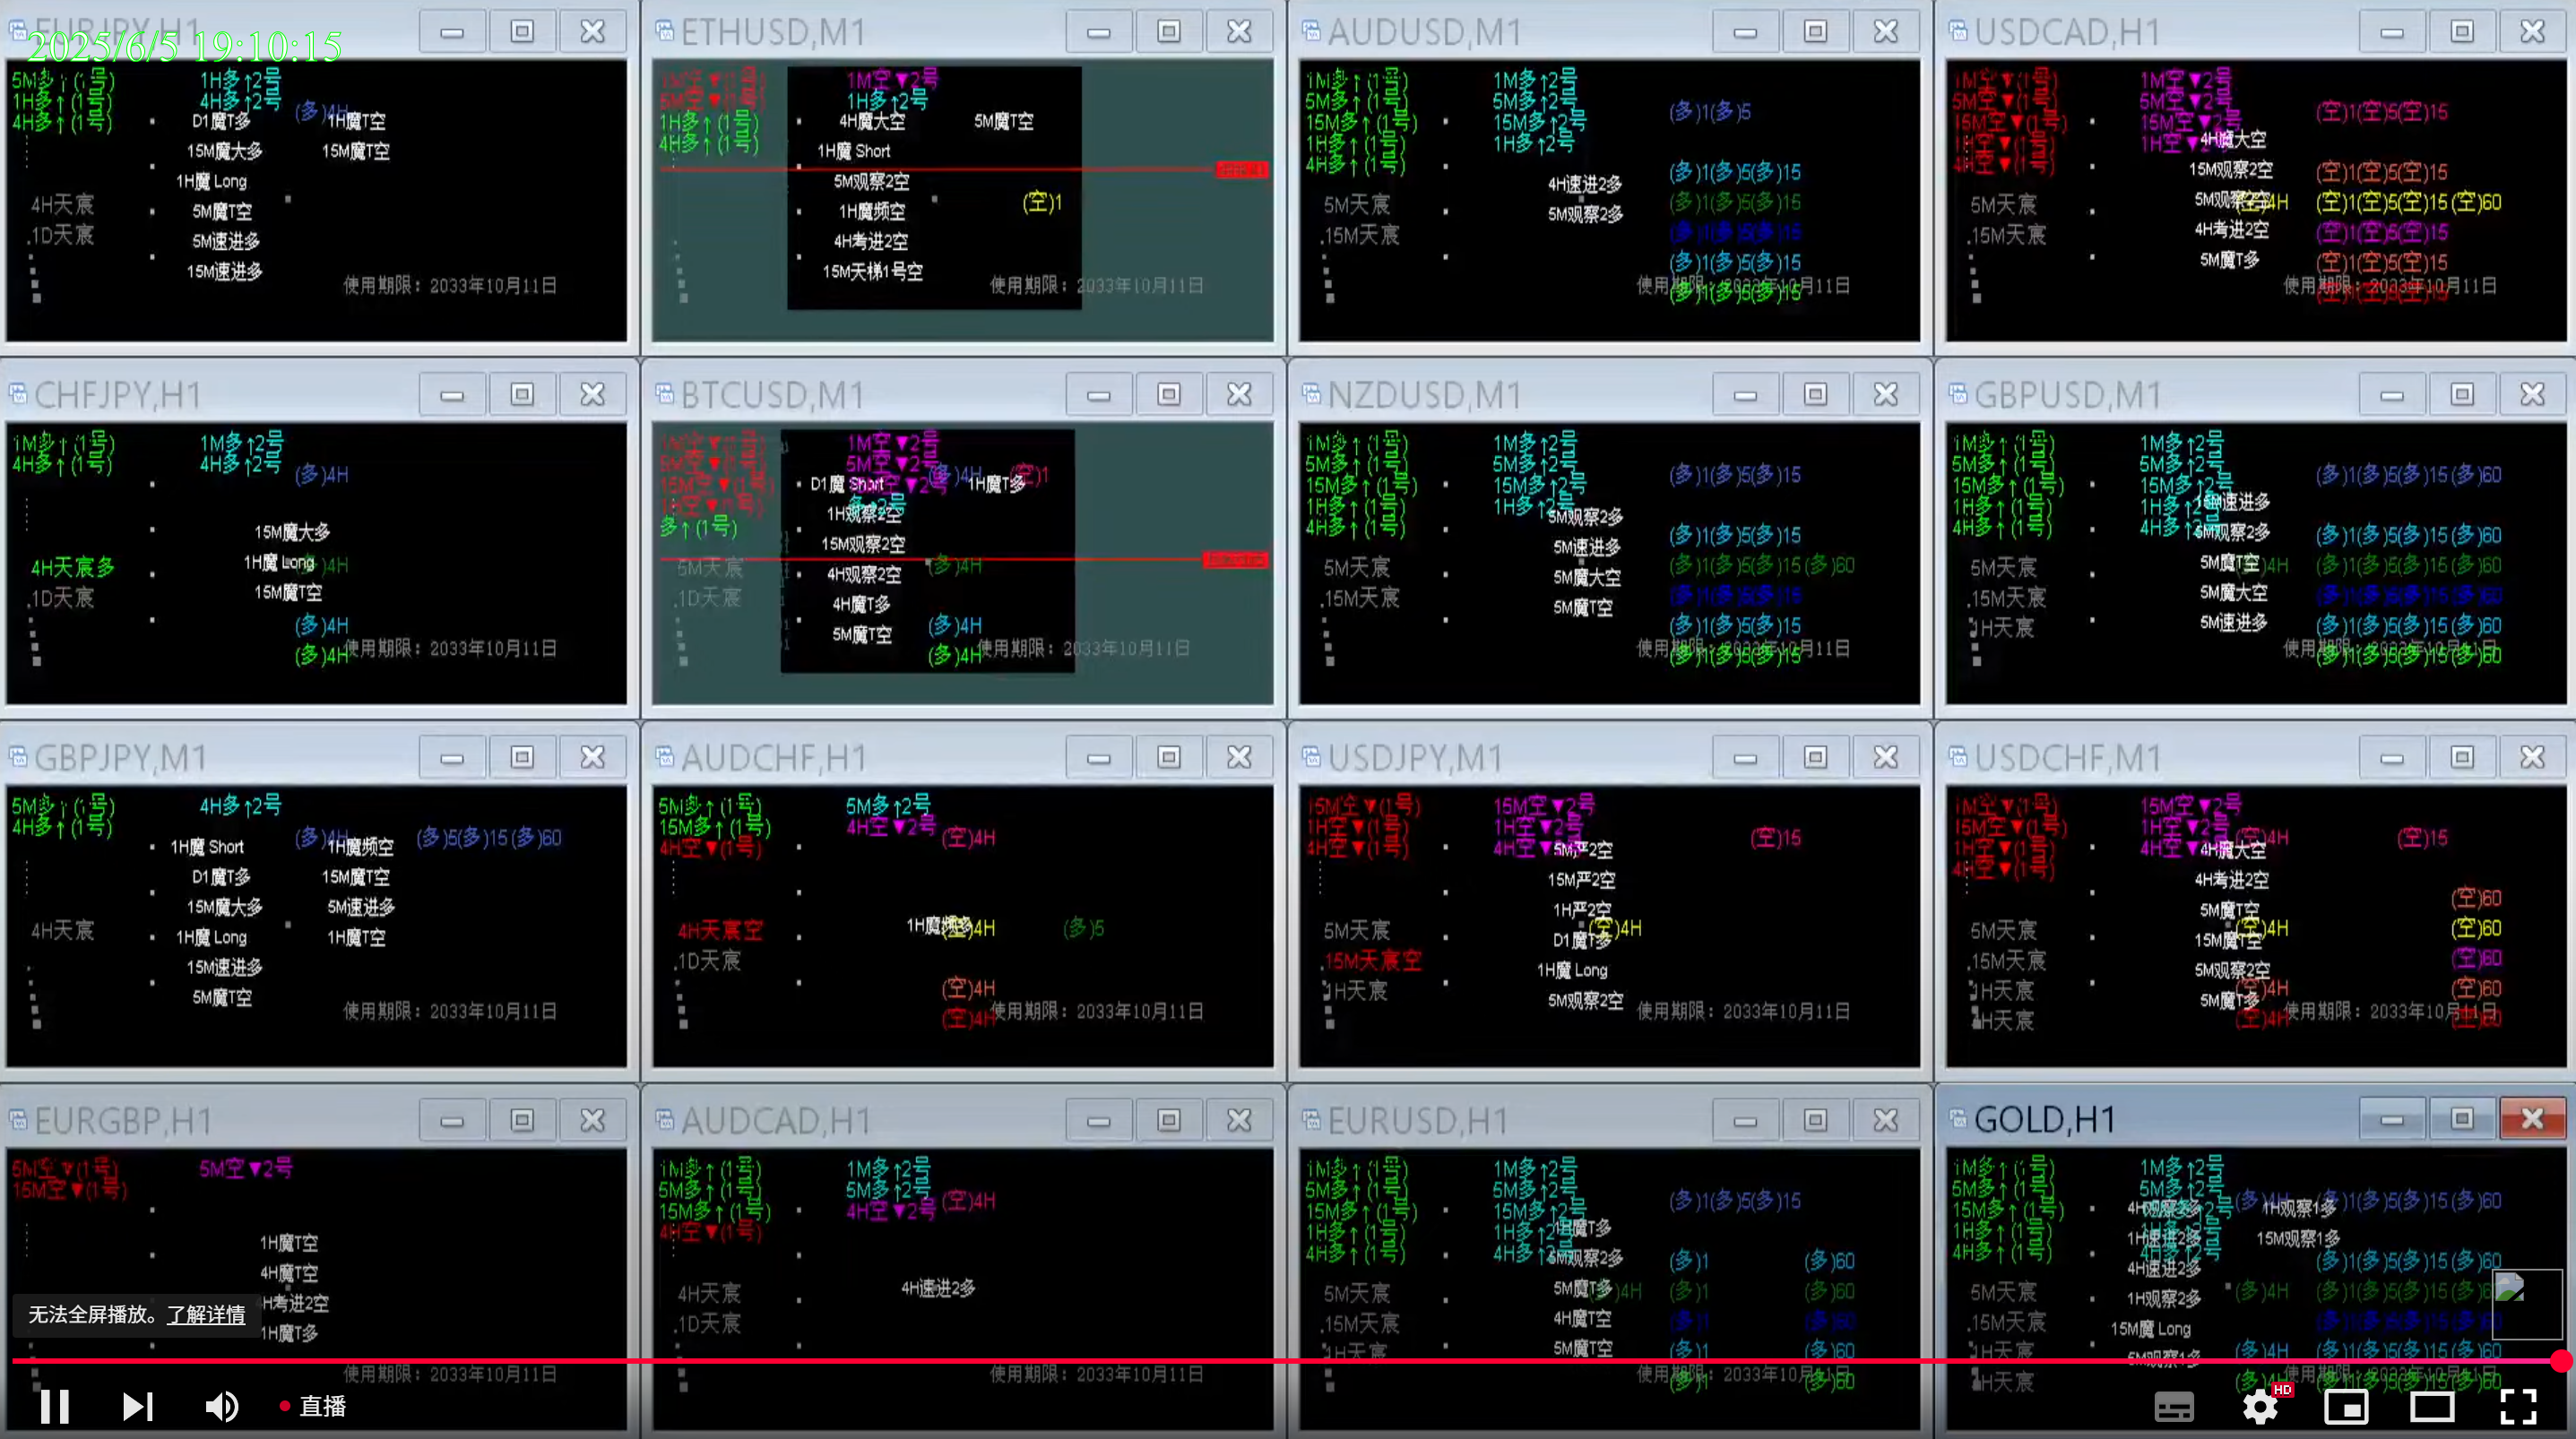 EURJPY,H1
2025/6/5 19:10:15
5M多↑(1号)
1H多↑(1号)
4H多↑(1号)
1H多↑2号
4H多↑2号
(多)4H
D1魔T多
1H魔T空
15M魔大多
15M魔T空
1H魔 Long
4H天宸
5M魔T空
.1D天宸
5M速进多
15M速进多
使用期限：2033年10月11日
ETHUSD,M1
5M空▼(1号)
1H多↑(1号)
4H多↑(1号)
1M空▼2号
1H多↑2号
4H魔大空
5M魔T空
1H魔 Short
5M观察2空
(空)1
1H魔频空
4H考进2空
15M天梯1号空
使用期限：2033年10月11日
AUDUSD,M1
1M多↑(1号)
5M多↑(1号)
15M多↑(1号)
1H多↑(1号)
4H多↑(1号)
1M多↑2号
5M多↑2号
15M多↑2号
1H多↑2号
(多)1(多)5
(多)1(多)5(多)15
4H速进2多
(多)1(多)5(多)15
5M天宸
5M观察2多
.15M天宸
(多)1(多)5(多)15
(多)1(多)5(多)15
(多)1(多)5(多)15
使用期限：2033年10月11日
USDCAD,H1
1M空▼(1号)
5M空▼(1号)
15M空▼(1号)
1H空▼(1号)
4H空▼(1号)
1M空▼2号
5M空▼2号
15M空▼2号
1H空▼2号
(空)1(空)5(空)15
4H魔大空
15M观察2空
(空)1(空)5(空)15
5M天宸
5M观察2空
(空)4H
(空)1(空)5(空)15(空)60
.15M天宸
4H考进2空
(空)1(空)5(空)15
5M魔T多
(空)1(空)5(空)15
(空)1(空)5(空)15
使用期限：2033年10月11日
CHFJPY,H1
1M多↑(1号)
4H多↑(1号)
1M多↑2号
4H多↑2号
(多)4H
15M魔大多
1H魔 Long
(多)4H
4H天宸多
15M魔T空
.1D天宸
(多)4H
(多)4H
使用期限：2033年10月11日
BTCUSD,M1
15M空▼(1号)
多↑(1号)
1M空▼2号
5M空▼2号
(多)4H
(空)1
D1魔 Short
1H魔T多
1H观察2空
15M观察2空
5M天宸
4H观察2空
(多)4H
.1D天宸
4H魔T多
(多)4H
5M魔T空
(多)4H
使用期限：2033年10月11日
NZDUSD,M1
1M多↑(1号)
5M多↑(1号)
15M多↑(1号)
1H多↑(1号)
4H多↑(1号)
1M多↑2号
5M多↑2号
15M多↑2号
1H多↑2号
(多)1(多)5(多)15
5M观察2多
(多)1(多)5(多)15
5M速进多
5M天宸
5M魔大空
(多)1(多)5(多)15(多)60
.15M天宸
5M魔T空
(多)1(多)5(多)15
(多)1(多)5(多)15
(多)1(多)5(多)15
使用期限：2033年10月11日
GBPUSD,M1
1M多↑(1号)
5M多↑(1号)
15M多↑(1号)
1H多↑(1号)
4H多↑(1号)
1M多↑2号
5M多↑2号
15M多↑2号
1H多↑2号
4H多↑2号
(多)1(多)5(多)15(多)60
15M速进多
5M观察2多
(多)1(多)5(多)15(多)60
5M天宸
5M魔T空
(多)4H
(多)1(多)5(多)15(多)60
.15M天宸
5M魔大空
(多)1(多)5(多)15(多)60
1H天宸
5M速进多
(多)1(多)5(多)15(多)60
(多)1(多)5(多)15(多)60
GBPJPY,M1
5M多↑(1号)
4H多↑(1号)
4H多↑2号
(多)4H
(多)5(多)15(多)60
1H魔 Short
1H魔频空
D1魔T多
15M魔T空
15M魔大多
5M速进多
4H天宸
1H魔 Long
1H魔T空
15M速进多
5M魔T空
使用期限：2033年10月11日
AUDCHF,H1
5M多↑(1号)
15M多↑(1号)
4H空▼(1号)
5M多↑2号
4H空▼2号
(空)4H
4H天宸空
1H魔频多
(空)4H
(多)5
.1D天宸
(空)4H
(空)4H
使用期限：2033年10月11日
USDJPY,M1
15M空▼(1号)
1H空▼(1号)
4H空▼(1号)
15M空▼2号
1H空▼2号
4H空▼2号
(空)15
5M严2空
15M严2空
1H严2空
5M天宸
D1魔T多
(空)4H
.15M天宸空
1H魔 Long
1H天宸
5M观察2空
使用期限：2033年10月11日
USDCHF,M1
1M空▼(1号)
15M空▼(1号)
1H空▼(1号)
4H空▼(1号)
15M空▼2号
1H空▼2号
4H空▼2号
(空)4H
(空)15
4H魔大空
4H考进2空
(空)60
5M魔T空
5M天宸
(空)4H
(空)60
15M魔T空
.15M天宸
(空)60
5M观察2空
1H天宸
(空)4H
(空)60
5M魔T多
4H天宸
(空)4H
(空)60
使用期限：2033年10月11日
EURGBP,H1
5M空▼(1号)
15M空▼(1号)
5M空▼2号
1H魔T空
4H魔T空
4H考进2空
1H魔T多
使用期限：2033年10月11日
无法全屏播放。了解详情
AUDCAD,H1
1M多↑(1号)
5M多↑(1号)
15M多↑(1号)
4H空▼(1号)
1M多↑2号
5M多↑2号
4H空▼2号
(空)4H
4H天宸
4H速进2多
.1D天宸
使用期限：2033年10月11日
EURUSD,H1
1M多↑(1号)
5M多↑(1号)
15M多↑(1号)
1H多↑(1号)
4H多↑(1号)
1M多↑2号
5M多↑2号
15M多↑2号
1H多↑2号
4H多↑2号
(多)1(多)5(多)15
1H魔T多
5M观察2多
(多)1
(多)60
5M天宸
5M魔T多
(多)4H
(多)1
(多)60
.15M天宸
4H魔T空
(多)1
(多)60
1H天宸
5M魔T空
(多)1
(多)60
(多)1
(多)60
使用期限：2033年10月11日
GOLD,H1
1M多↑(1号)
5M多↑(1号)
15M多↑(1号)
1H多↑(1号)
4H多↑(1号)
1M多↑2号
5M多↑2号
(多)4H
(多)1(多)5(多)15(多)60
4H观察2多
1H观察1多
1H速进2多
15M观察1多
4H速进2多
(多)1(多)5(多)15(多)60
5M天宸
1H观察2多
(多)4H
(多)1(多)5(多)15(多)6
.15M天宸
15M魔 Long
(多)1(多)5(多)15(多)60
1H天宸
5M观察1多
(多)4H
(多)1(多)5(多)15(多)60
4H天宸
直播
HD